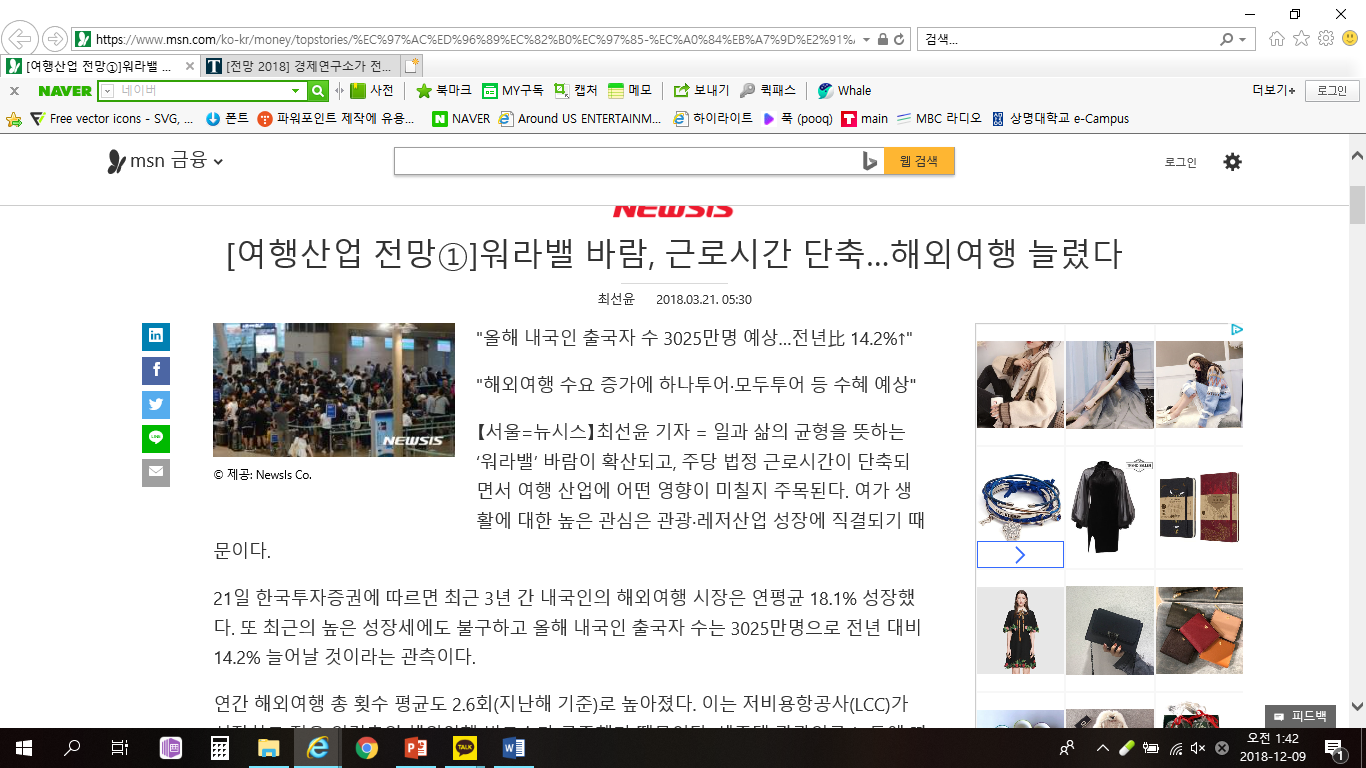 https://www.msn.com/ko-kr/money/topstories/%EC%97%AC%ED%96%89%EC%82%B0%EC%97%85-%EC%A0%84%EB%A7%9D%E2%91%
검색...
[여행산업 전망①]워라밸 ...
[전망 2018] 경제연구소가 전...
NAVER 네이버 사전 북마크 MY구독 캡처 메모 보내기 퀵패스 Whale 더보기+ 로그인
Free vector icons - SVG, ... 폰트 파워포인트 제작에 유용... NAVER Around US ENTERTAINM... 하이라이트 푹 (pooq) main MBC 라디오 상명대학교 e-Campus
msn 금융 웹 검색 로그인
NEWSIS
[여행산업 전망①]워라밸 바람, 근로시간 단축...해외여행 늘렸다
최선윤 2018.03.21. 05:30
NEWSIS
© 제공: NewsIs Co.
"올해 내국인 출국자 수 3025만명 예상...전년比 14.2%↑"
"해외여행 수요 증가에 하나투어·모두투어 등 수혜 예상"
【서울=뉴시스】최선윤 기자 = 일과 삶의 균형을 뜻하는
‘워라밸’ 바람이 확산되고, 주당 법정 근로시간이 단축되
면서 여행 산업에 어떤 영향이 미칠지 주목된다. 여가 생
활에 대한 높은 관심은 관광·레저산업 성장에 직결되기 때
문이다.
21일 한국투자증권에 따르면 최근 3년 간 내국인의 해외여행 시장은 연평균 18.1% 성장했
다. 또 최근의 높은 성장세에도 불구하고 올해 내국인 출국자 수는 3025만명으로 전년 대비
14.2% 늘어날 것이라는 관측이다.
연간 해외여행 총 횟수 평균도 2.6회(지난해 기준)로 높아졌다. 이는 저비용항공사(LCC)가
피드백
오전 1:42
2018-12-09